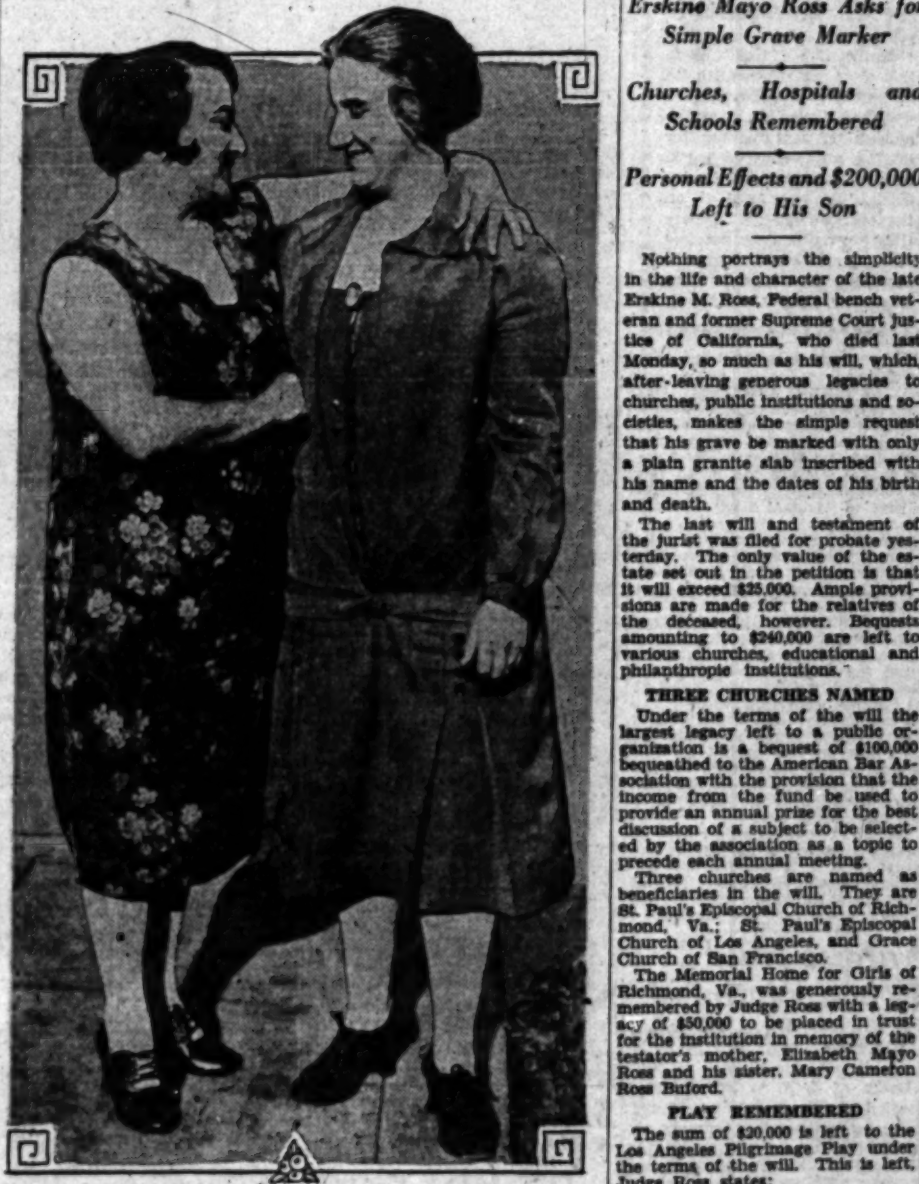 Erskine Mayo Ross Asks for
Simple Grave Marker
Churches, Hospitals and
Schools Remembered
Personal Effects and $200,000
Left to His Son
Nothing portrays the simplicity
in the life and character of the late
Erskine M. Ross, Federal bench vet-
eran and former Supreme Court jus-
tice of California, who died last
Monday, so much as his will, which,
after leaving generous legacies to
churches, public institutions and so-
cieties, makes the simple request
that his grave be marked with only
a plain granite slab inscribed with
his name and the dates of his birth
and death.
The last will and testament of
the jurist was filed for probate yes-
terday. The only value of the es-
tate set out in the petition is that
it will exceed $25,000. Ample provi-
sions are made for the relatives of
the deceased, however. Bequests
amounting to $240,000 are left to
various churches, educational and
philanthropic institutions.
THREE CHURCHES NAMED
Under the terms of the will the
largest legacy left to a public or-
ganization is a bequest of $100,000
bequeathed to the American Bar As-
sociation with the provision that the
income from the fund be used to
provide an annual prize for the best
discussion of a subject to be select-
ed by the association as a topic to
precede each annual meeting.
Three churches are named as
beneficiaries in the will. They are
St. Paul's Episcopal Church of Rich-
mond, Va.; St. Paul's Episcopal
Church of Los Angeles, and Grace
Church of San Francisco.
The Memorial Home for Girls of
Richmond, Va., was generously re-
membered by Judge Ross with a leg-
acy of $50,000 to be placed in trust
for the institution in memory of the
testator's mother, Elizabeth Mayo
Ross and his sister, Mary Cameron
Ross Buford.
PLAY REMEMBERED
The sum of $20,000 is left to the
Los Angeles Pilgrimage Play under
the terms of the will. This is left,
Judge Ross states: